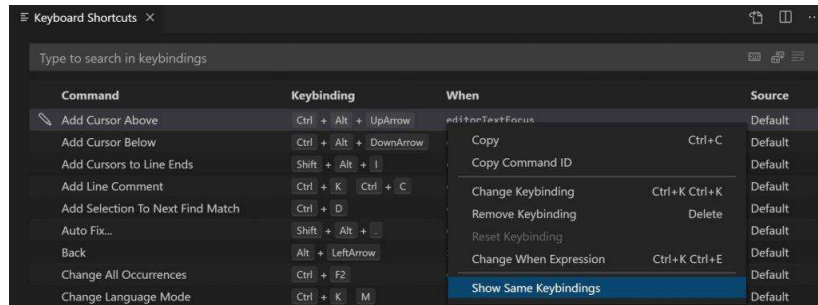 Keyboard Shortcuts
Type to search in keybindings
Command Keybinding When Source
Add Cursor Above Ctrl + Alt + UpArrow editorTextFocus Default
Add Cursor Below Ctrl + Alt + DownArrow Default
Add Cursors to Line Ends Shift + Alt + I Default
Add Line Comment Ctrl + K Ctrl + C Default
Add Selection To Next Find Match Ctrl + D Default
Auto Fix... Shift + Alt + . Default
Back Alt + LeftArrow Default
Change All Occurrences Ctrl + F2 Default
Change Language Mode Ctrl + K M Default
Copy Ctrl+C
Copy Command ID
Change Keybinding Ctrl+K Ctrl+K
Remove Keybinding Delete
Reset Keybinding
Change When Expression Ctrl+K Ctrl+E
Show Same Keybindings